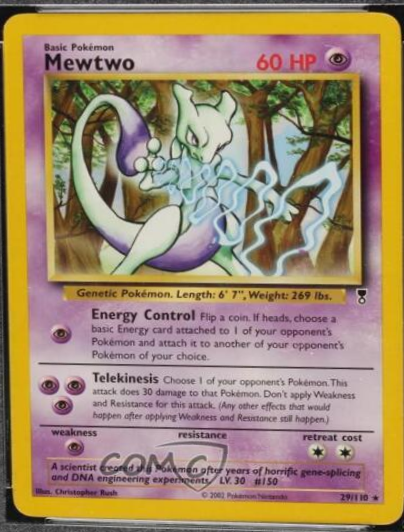 Basic Pokémon
Mewtwo
60 HP
Genetic Pokémon. Length: 6' 7", Weight: 269 lbs.
Energy Control Flip a coin. If heads, choose a
basic Energy card attached to 1 of your opponent's
Pokémon and attach it to another of your opponent's
Pokémon of your choice.
Telekinesis Choose 1 of your opponent's Pokémon. This
attack does 30 damage to that Pokémon. Don't apply Weakness
and Resistance for this attack. (Any other effects that would
happen after applying Weakness and Resistance still happen.)
weakness resistance retreat cost
COMC
A scientist created this Pokémon after years of horrific gene-splicing
and DNA engineering experiments. LV. 30 #150
Illus. Christopher Rush © 2002 Pokémon/Nintendo 29/110 ★